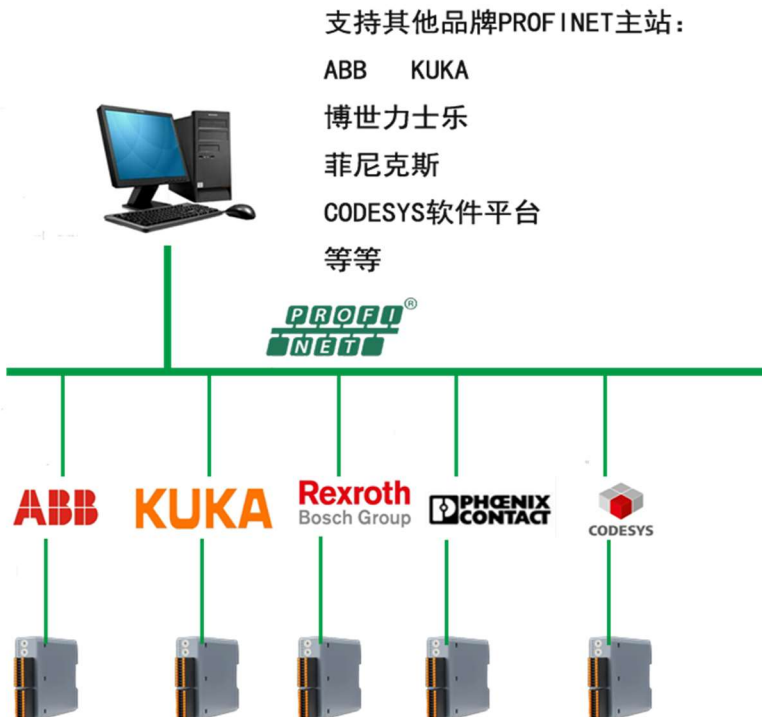 支持其他品牌PROFINET主站：
ABB KUKA
博世力士乐
菲尼克斯
CODESYS软件平台
等等
PROFI®
NET
ABB
KUKA
Rexroth
Bosch Group
PHŒNIX
CONTACT
CODESYS